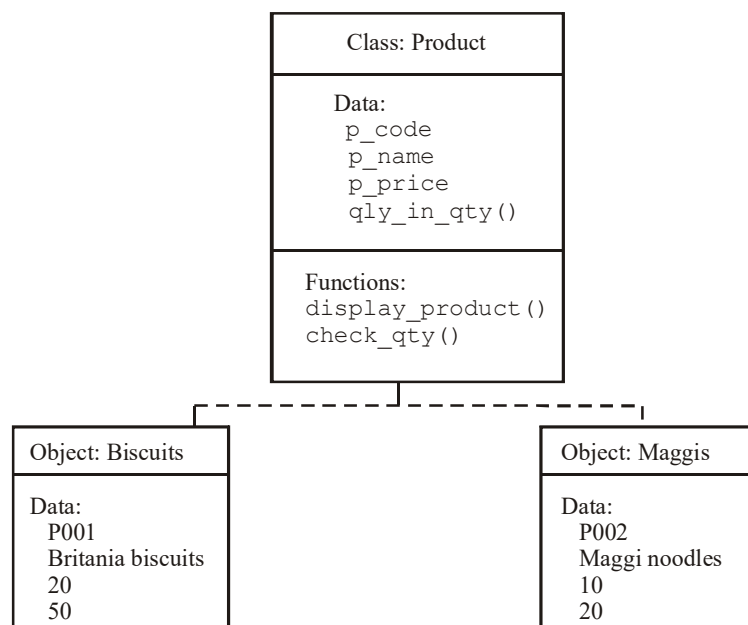 Class: Product
Data:
p_code
p_name
p_price
qly_in_qty()
Functions:
display_product()
check_qty()
Object: Biscuits
Data:
P001
Britania biscuits
20
50
Object: Maggis
Data:
P002
Maggi noodles
10
20